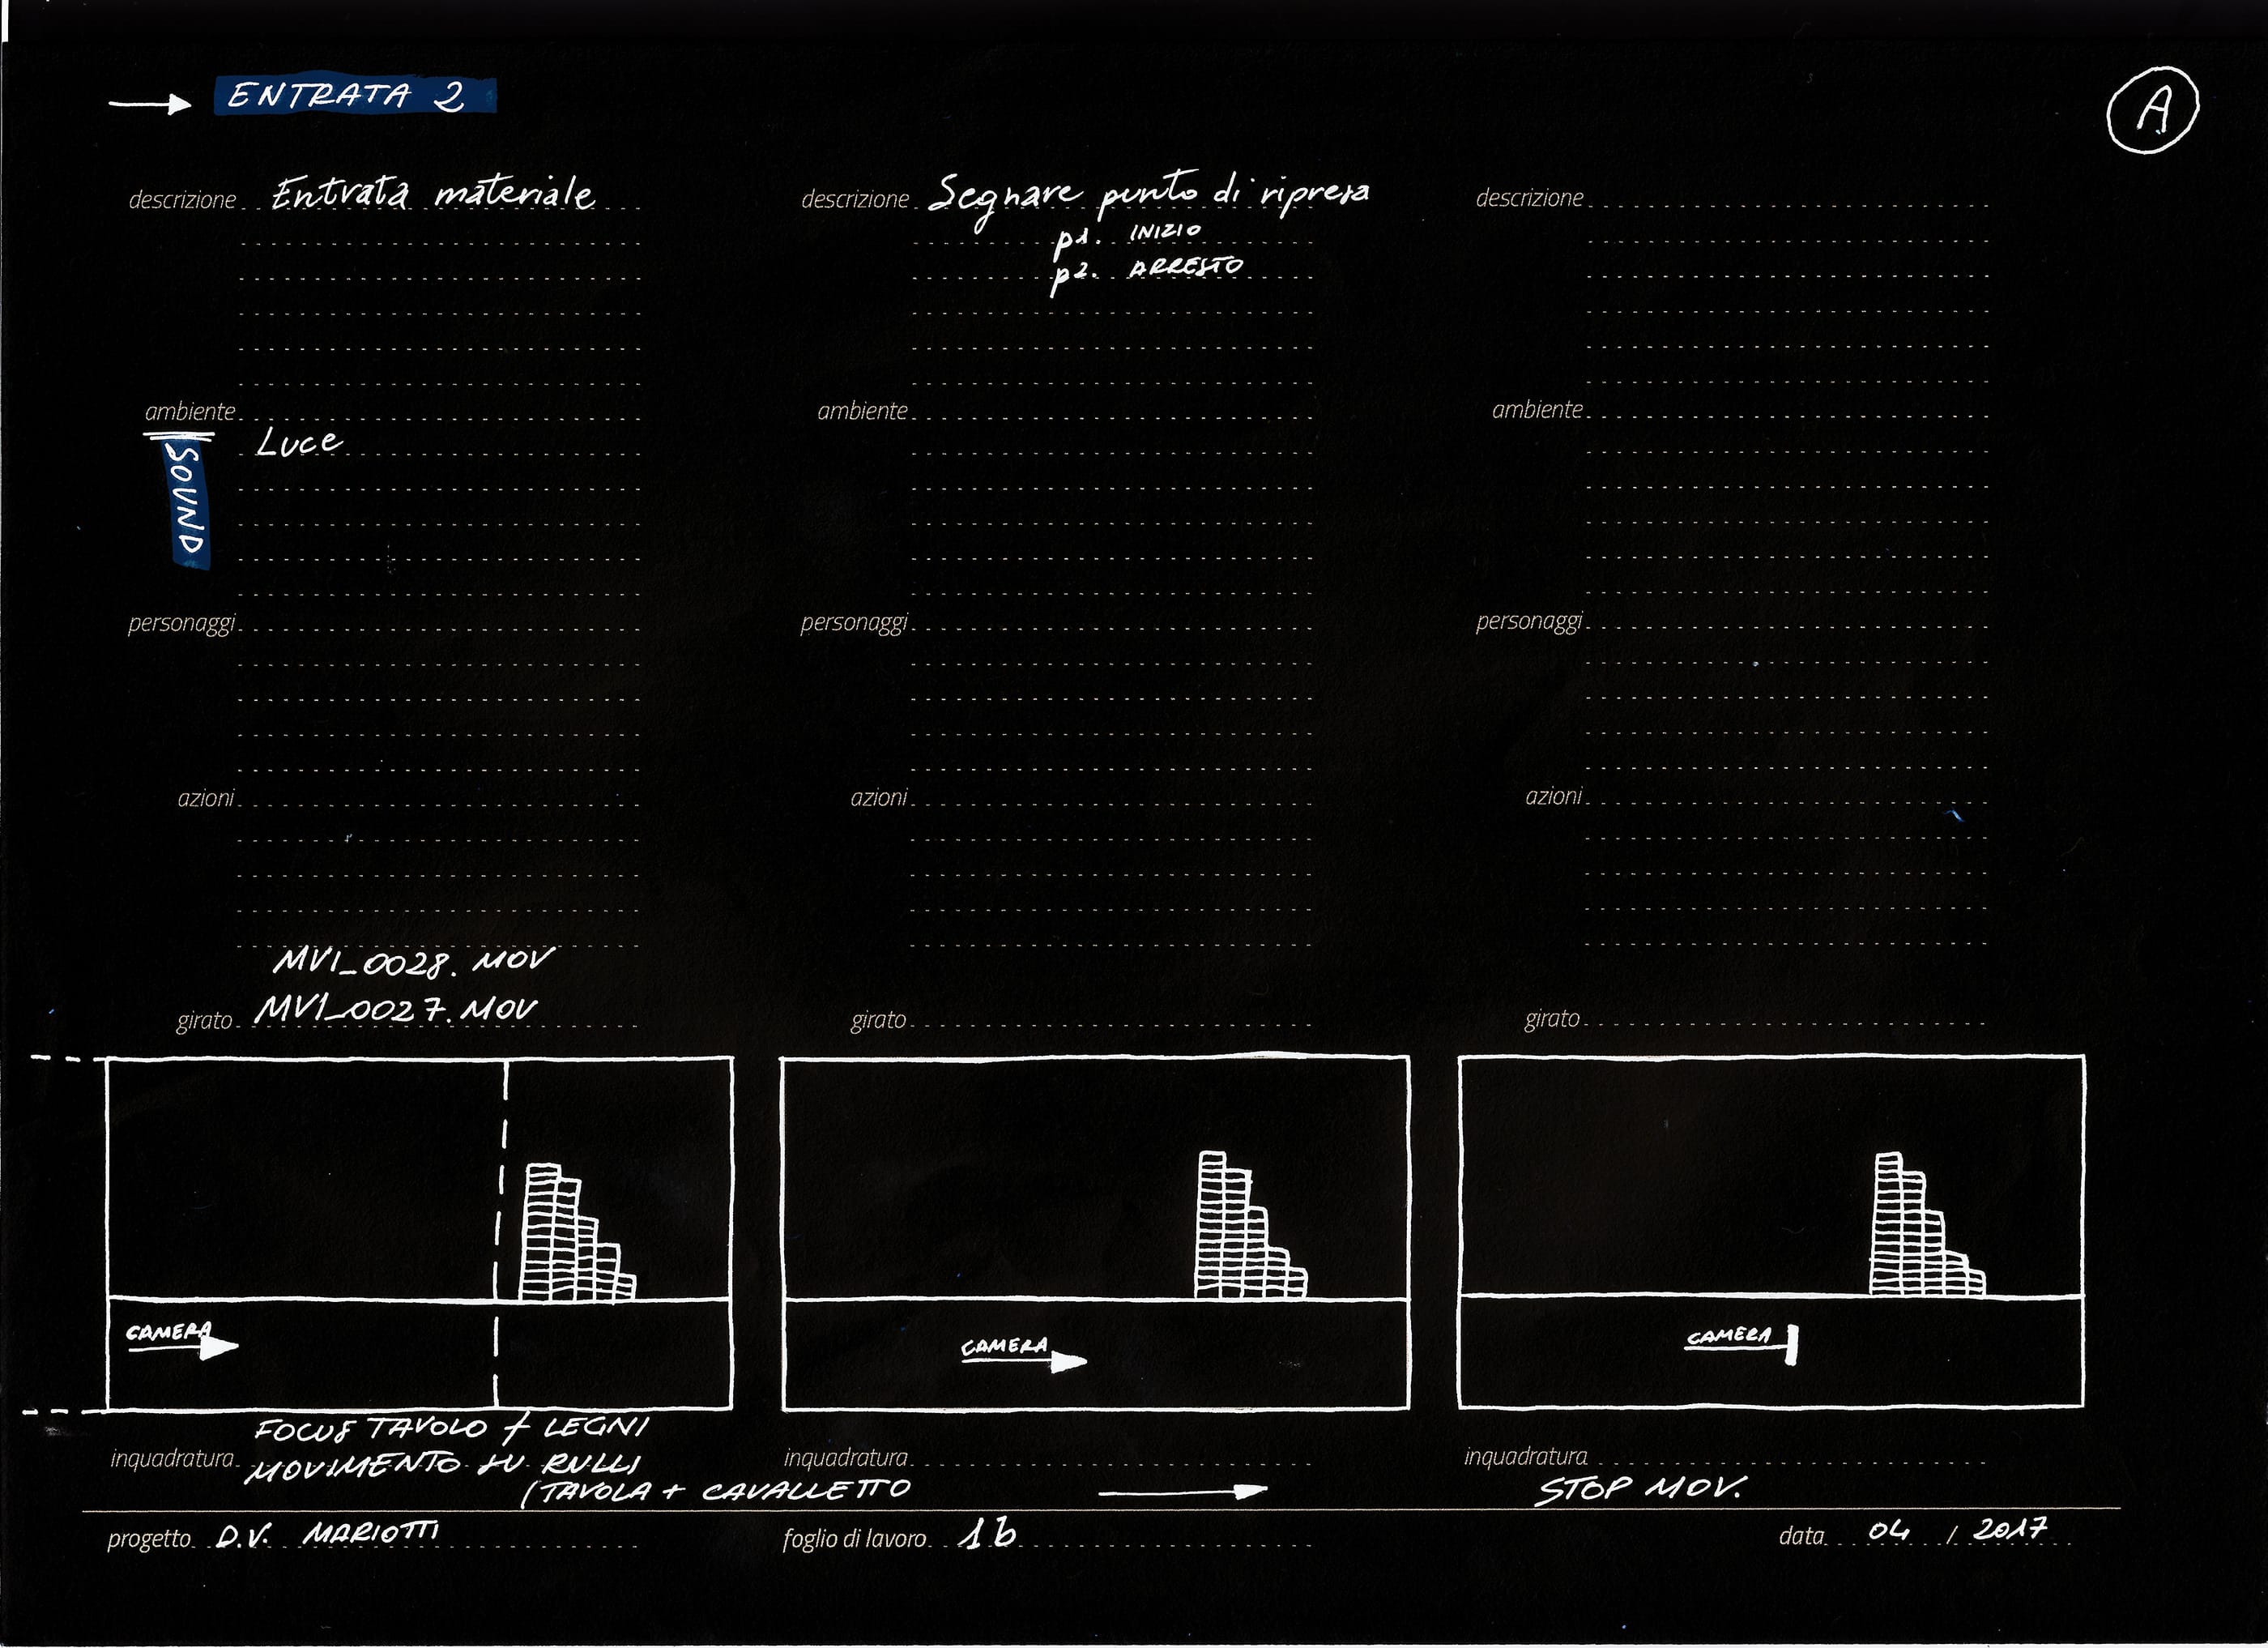 ENTRATA 2
A
descrizione Entrata materiale
descrizione Segnare punto di ripresa
p1. INIZIO
p2. ARRESTO
descrizione
ambiente
Luce
SOUND
ambiente
ambiente
personaggi
personaggi
personaggi
azioni
azioni
azioni
MVI_0028.MOV
girato MVI_0027.MOV
girato
girato
CAMERA
CAMERA
CAMERA
FOCUS TAVOLO + LEGNI
inquadratura MOVIMENTO SU RULLI
(TAVOLA + CAVALLETTO
inquadratura
inquadratura
STOP MOV.
progetto D.V. MARIOTTI
foglio di lavoro 1b
data 04 / 2017